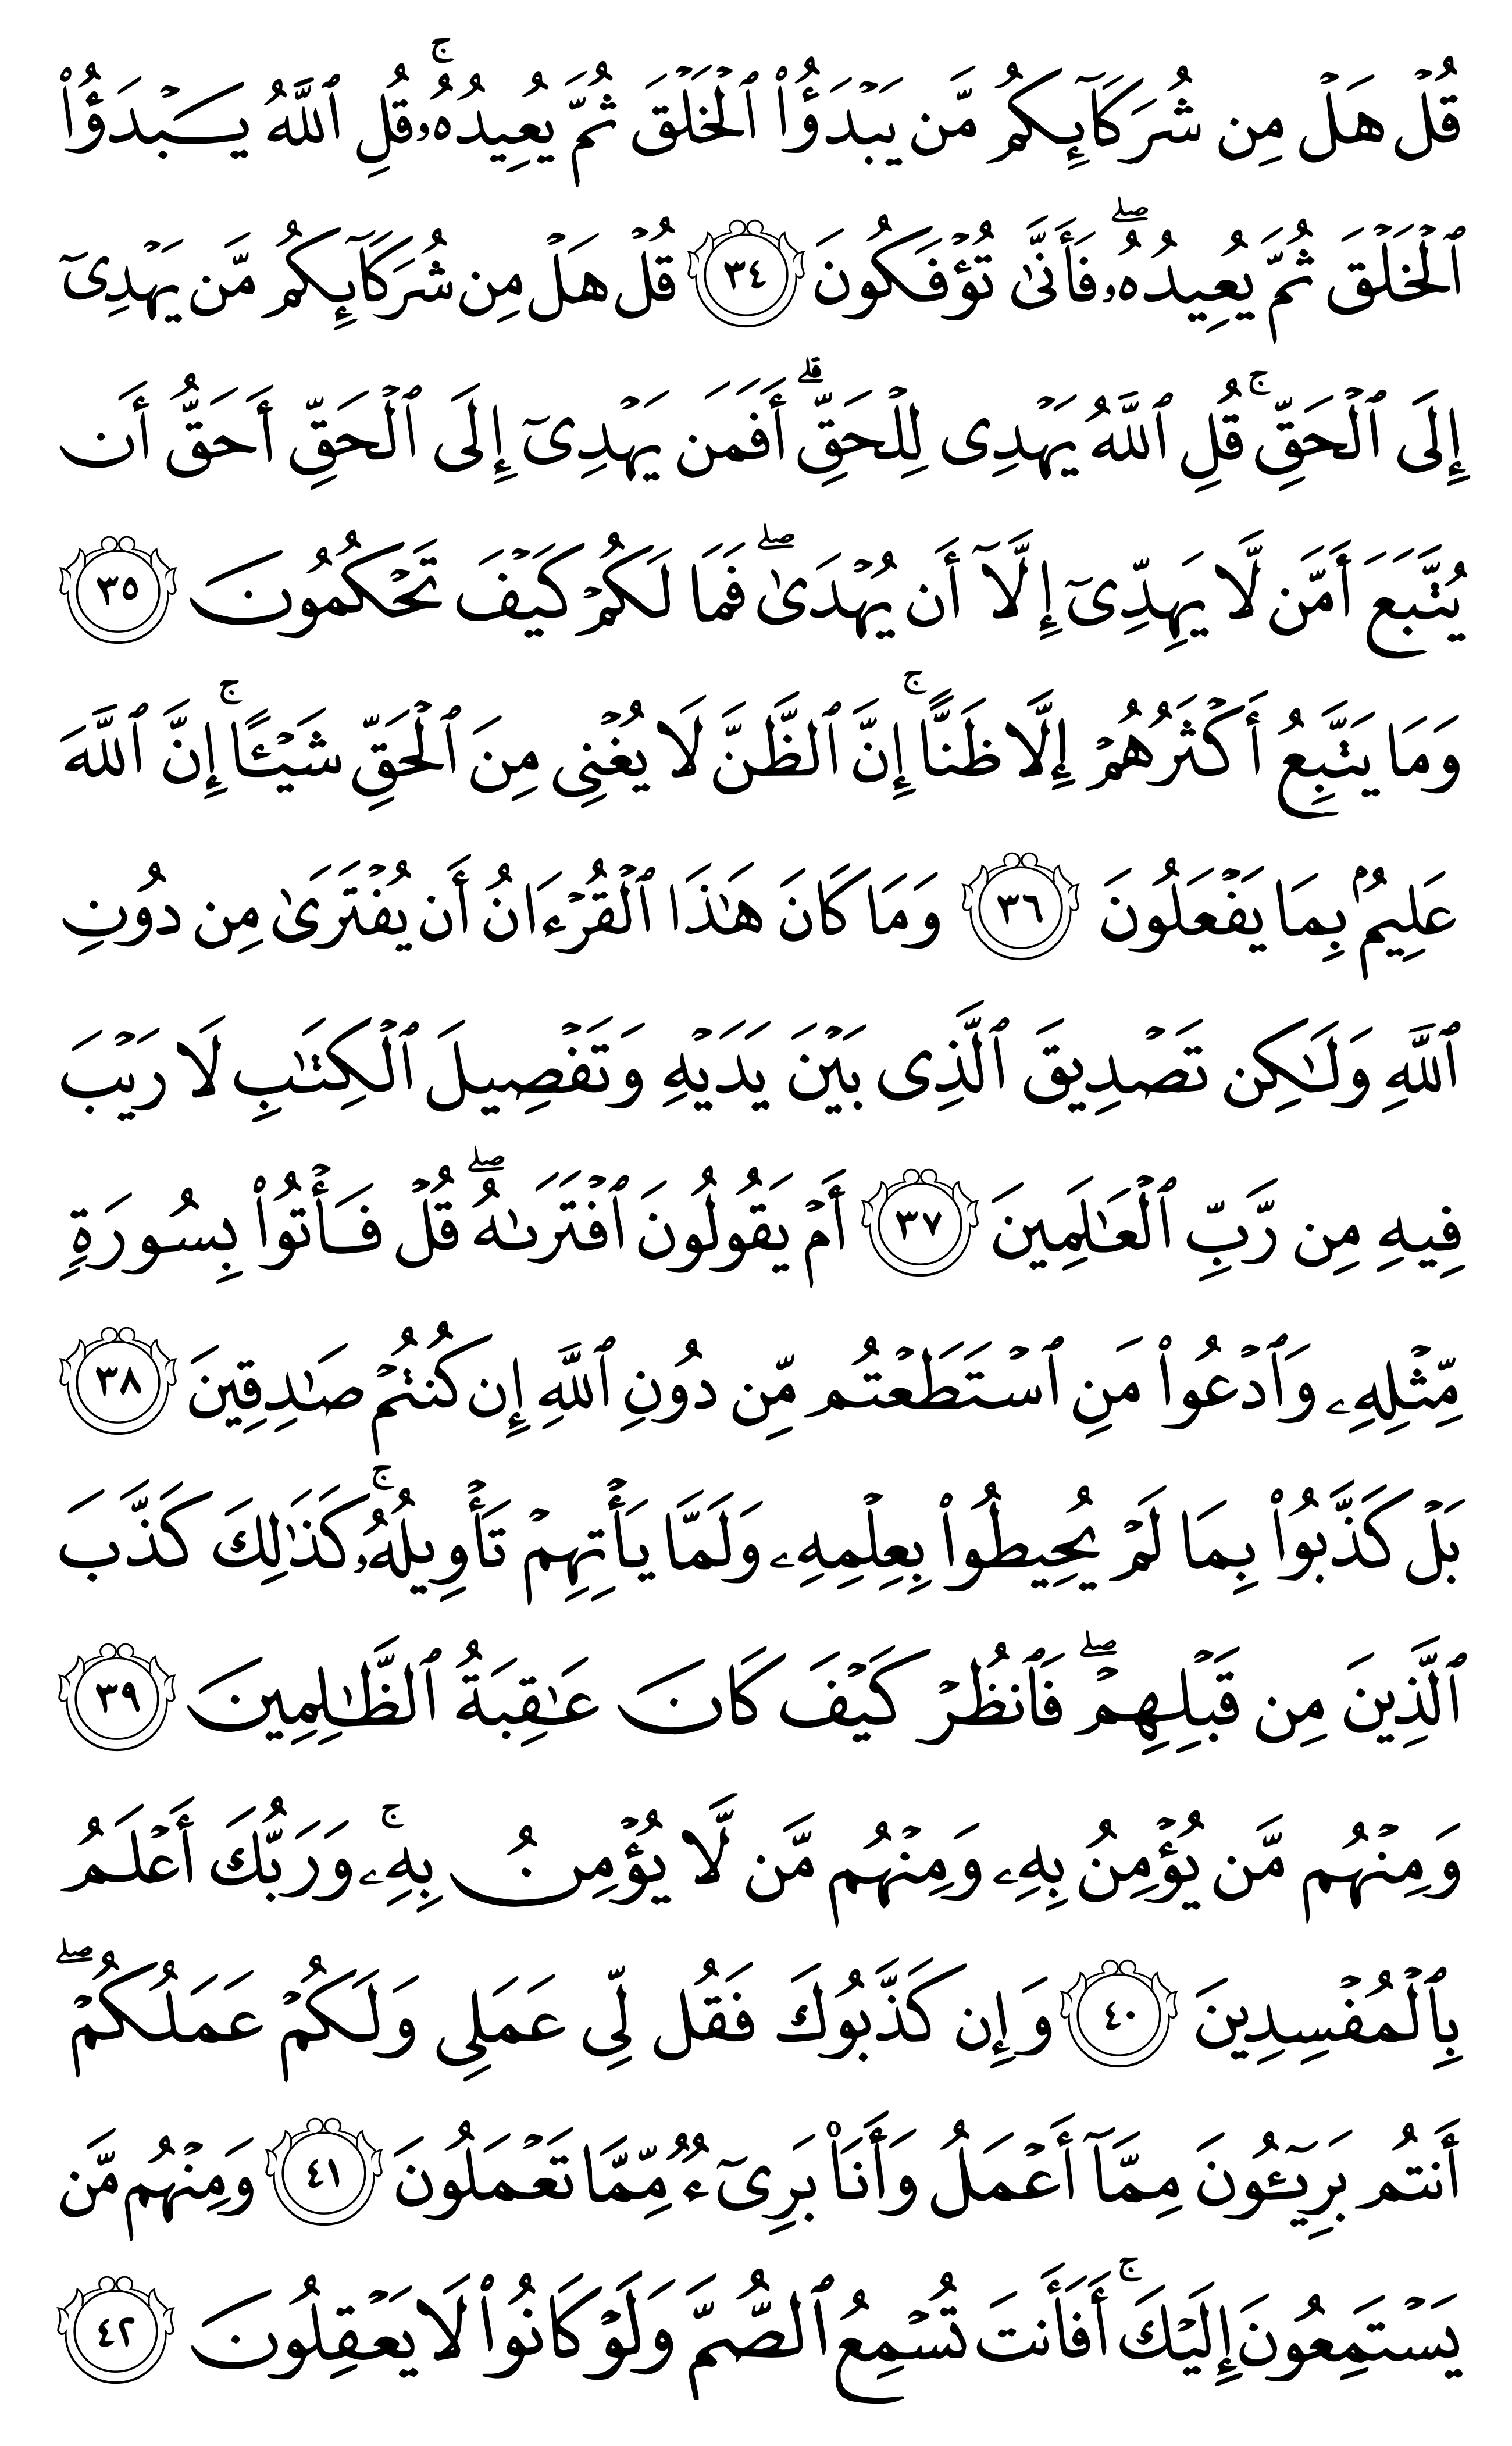 قُلۡ هَلۡ مِن شُرَكَآئِكُم مَّن يَبۡدَؤُاْ ٱلۡخَلۡقَ ثُمَّ يُعِيدُهُۥۚ قُلِ ٱللَّهُ يَبۡدَؤُاْ
ٱلۡخَلۡقَ ثُمَّ يُعِيدُهُۥۖ فَأَنَّىٰ تُؤۡفَكُونَ ٣٤ قُلۡ هَلۡ مِن شُرَكَآئِكُم مَّن يَهۡدِيٓ
إِلَى ٱلۡحَقِّۚ قُلِ ٱللَّهُ يَهۡدِي لِلۡحَقِّۗ أَفَمَن يَهۡدِيٓ إِلَى ٱلۡحَقِّ أَحَقُّ أَن
يُتَّبَعَ أَمَّن لَّا يَهِدِّيٓ إِلَّآ أَن يُهۡدَىٰۖ فَمَا لَكُمۡ كَيۡفَ تَحۡكُمُونَ ٣٥
وَمَا يَتَّبِعُ أَكۡثَرُهُمۡ إِلَّا ظَنًّاۚ إِنَّ ٱلظَّنَّ لَا يُغۡنِي مِنَ ٱلۡحَقِّ شَيۡـًٔاۚ إِنَّ ٱللَّهَ
عَلِيمُۢ بِمَا يَفۡعَلُونَ ٣٦ وَمَا كَانَ هَٰذَا ٱلۡقُرۡءَانُ أَن يُفۡتَرَىٰ مِن دُونِ
ٱللَّهِ وَلَٰكِن تَصۡدِيقَ ٱلَّذِي بَيۡنَ يَدَيۡهِ وَتَفۡصِيلَ ٱلۡكِتَٰبِ لَا رَيۡبَ
فِيهِ مِن رَّبِّ ٱلۡعَٰلَمِينَ ٣٧ أَمۡ يَقُولُونَ ٱفۡتَرَىٰهُۖ قُلۡ فَأۡتُواْ بِسُورَةٖ
مِّثۡلِهِۦ وَٱدۡعُواْ مَنِ ٱسۡتَطَعۡتُم مِّن دُونِ ٱللَّهِ إِن كُنتُمۡ صَٰدِقِينَ ٣٨
بَلۡ كَذَّبُواْ بِمَا لَمۡ يُحِيطُواْ بِعِلۡمِهِۦ وَلَمَّا يَأۡتِهِمۡ تَأۡوِيلُهُۥۚ كَذَٰلِكَ كَذَّبَ
ٱلَّذِينَ مِن قَبۡلِهِمۡۖ فَٱنظُرۡ كَيۡفَ كَانَ عَٰقِبَةُ ٱلظَّٰلِمِينَ ٣٩
وَمِنۡهُم مَّن يُؤۡمِنُ بِهِۦ وَمِنۡهُم مَّن لَّا يُؤۡمِنُ بِهِۦۚ وَرَبُّكَ أَعۡلَمُ
بِٱلۡمُفۡسِدِينَ ٤٠ وَإِن كَذَّبُوكَ فَقُل لِّي عَمَلِي وَلَكُمۡ عَمَلُكُمۡۖ
أَنتُم بَرِيٓـُٔونَ مِمَّآ أَعۡمَلُ وَأَنَا۠ بَرِيٓءٞ مِّمَّا تَعۡمَلُونَ ٤١ وَمِنۡهُم مَّن
يَسۡتَمِعُونَ إِلَيۡكَۚ أَفَأَنتَ تُسۡمِعُ ٱلصُّمَّ وَلَوۡ كَانُواْ لَا يَعۡقِلُونَ ٤٢